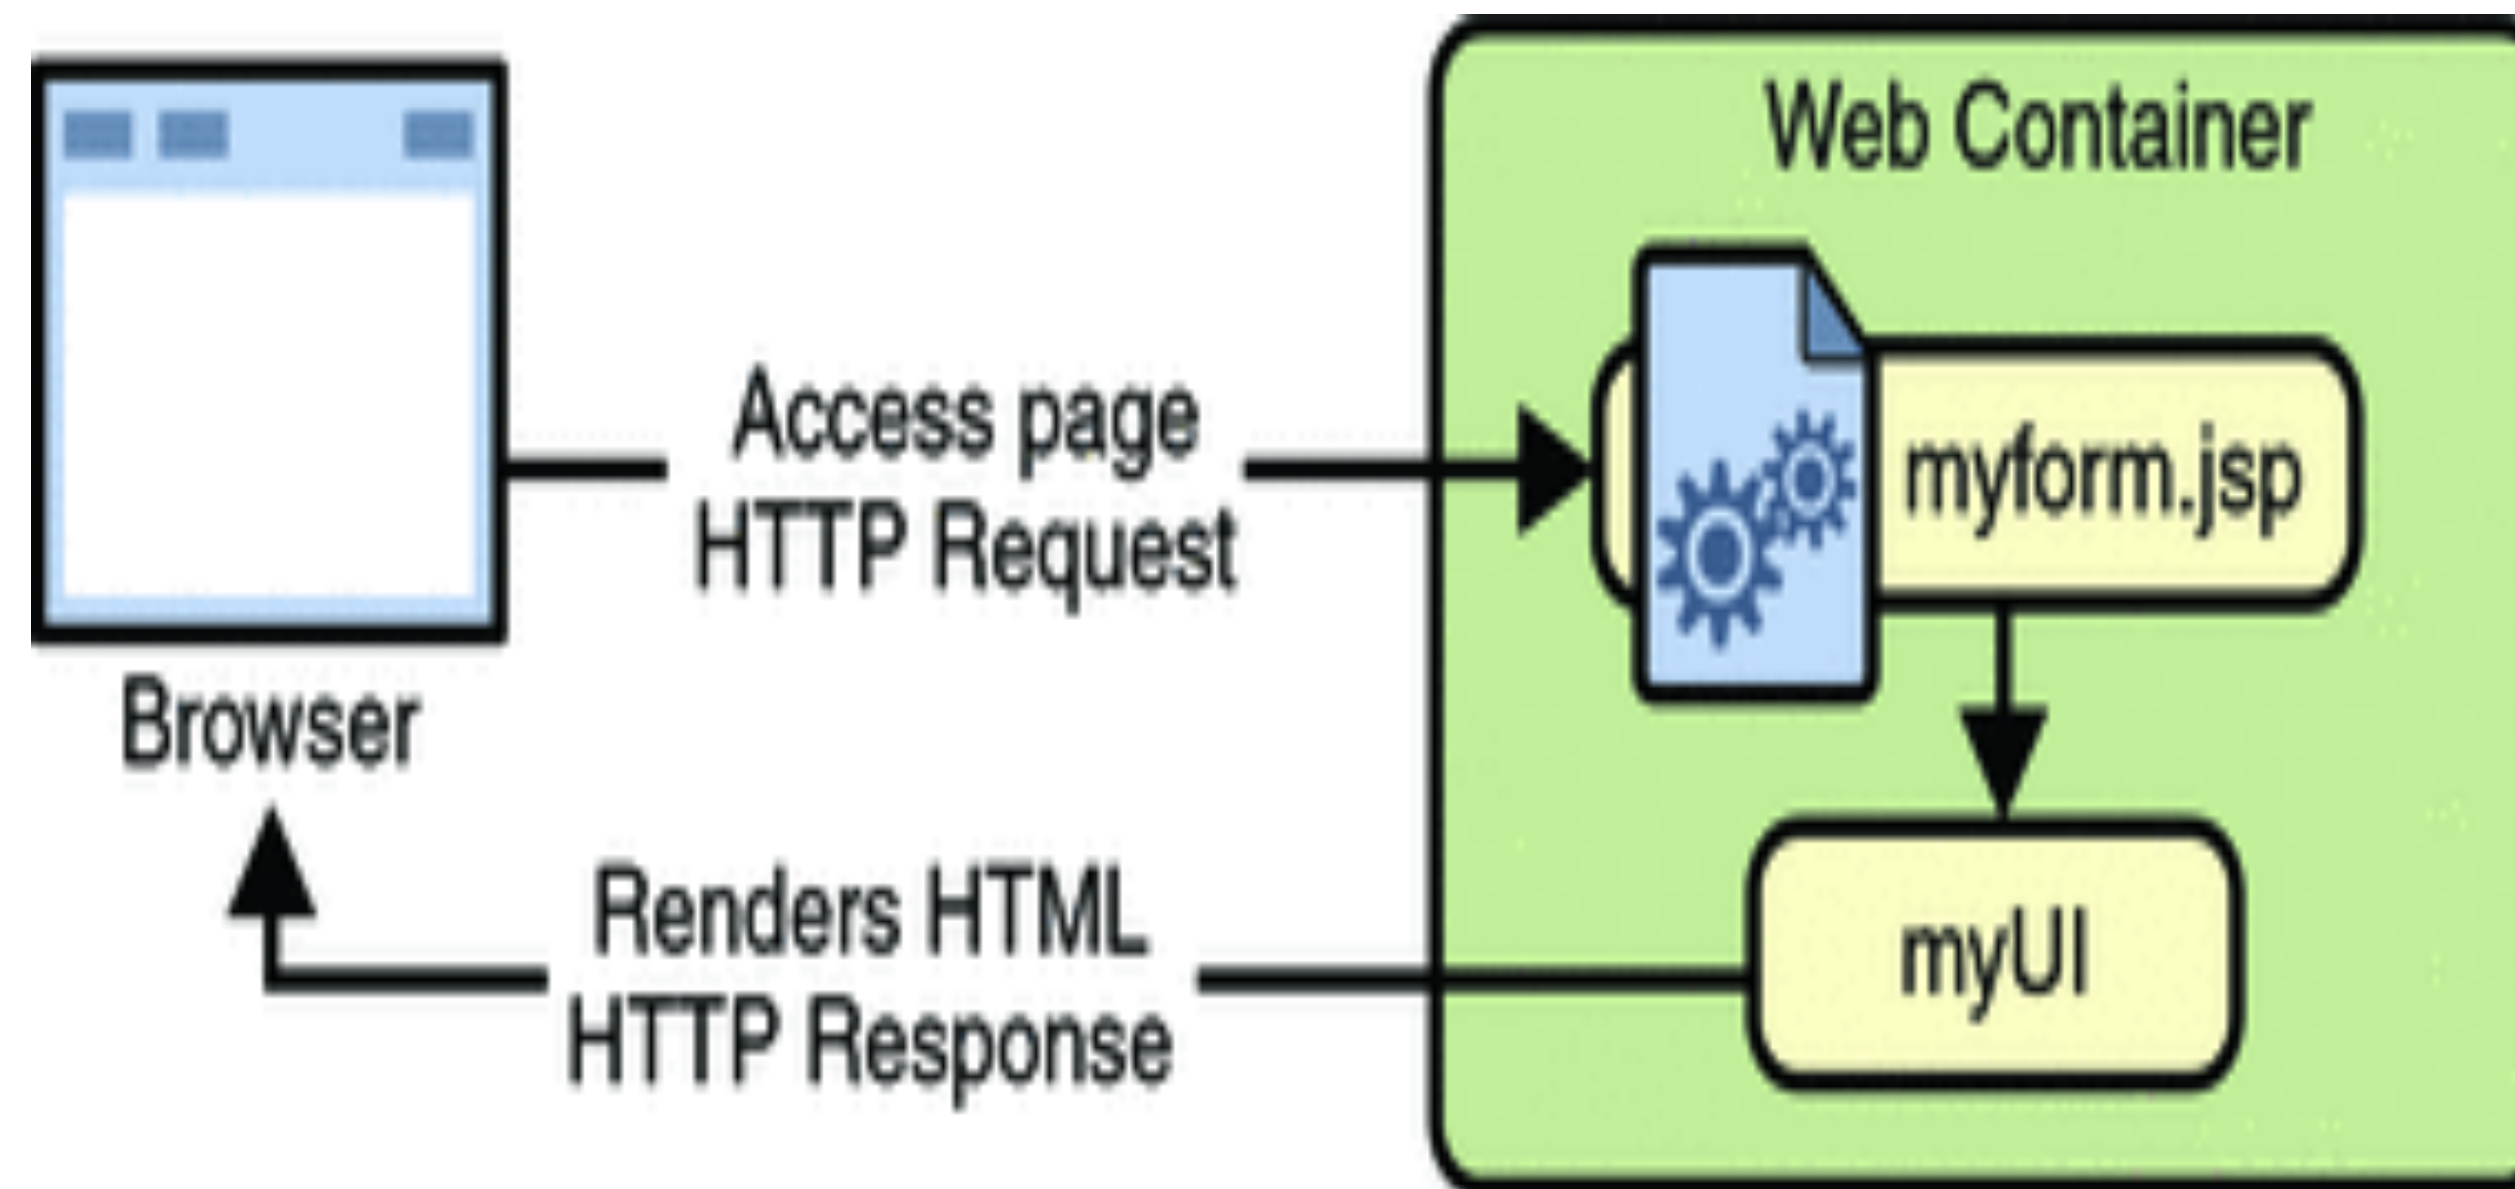 Web Container
Access page
HTTP Request
myform.jsp
Browser
Renders HTML
HTTP Response
myUI